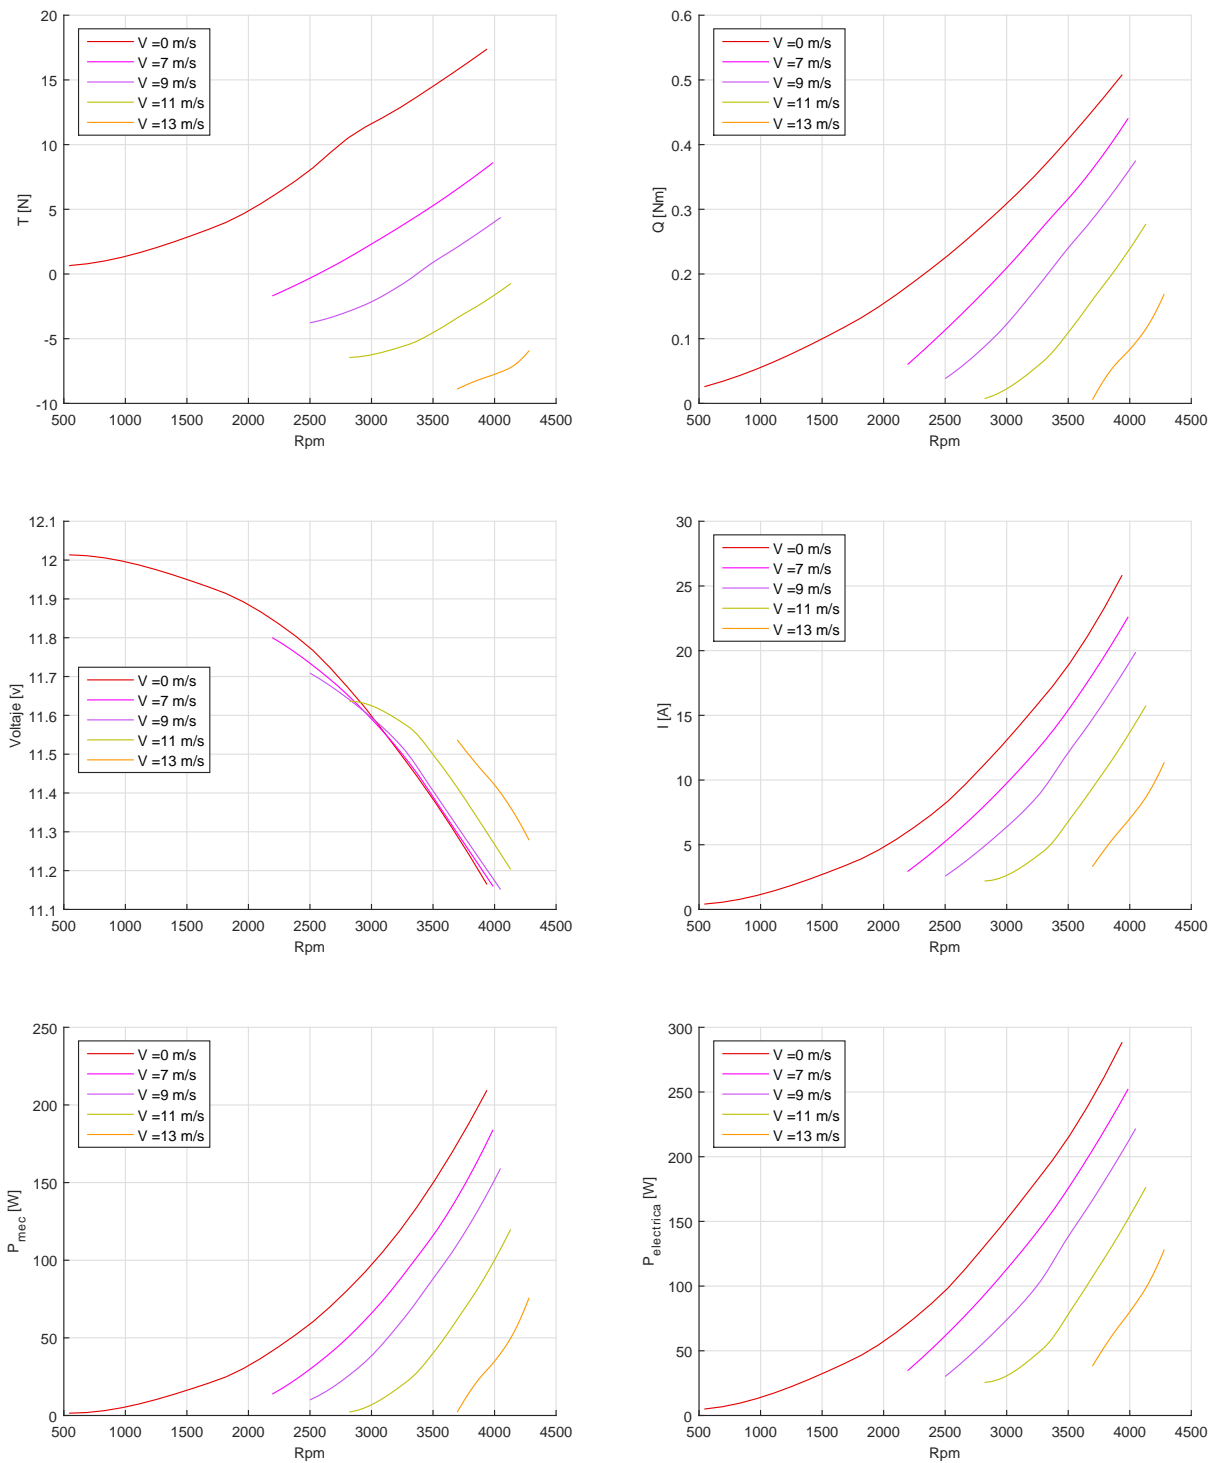 20
15
10
5
0
-5
-10
T [N]
500 1000 1500 2000 2500 3000 3500 4000 4500
Rpm
V =0 m/s
V =7 m/s
V =9 m/s
V =11 m/s
V =13 m/s
0.6
0.5
0.4
0.3
0.2
0.1
0
Q [Nm]
500 1000 1500 2000 2500 3000 3500 4000 4500
Rpm
V =0 m/s
V =7 m/s
V =9 m/s
V =11 m/s
V =13 m/s
12.1
12
11.9
11.8
11.7
11.6
11.5
11.4
11.3
11.2
11.1
Voltaje [v]
500 1000 1500 2000 2500 3000 3500 4000 4500
Rpm
V =0 m/s
V =7 m/s
V =9 m/s
V =11 m/s
V =13 m/s
30
25
20
15
10
5
0
I [A]
500 1000 1500 2000 2500 3000 3500 4000 4500
Rpm
V =0 m/s
V =7 m/s
V =9 m/s
V =11 m/s
V =13 m/s
250
200
150
100
50
0
P_mec [W]
500 1000 1500 2000 2500 3000 3500 4000 4500
Rpm
V =0 m/s
V =7 m/s
V =9 m/s
V =11 m/s
V =13 m/s
300
250
200
150
100
50
0
P_electrica [W]
500 1000 1500 2000 2500 3000 3500 4000 4500
Rpm
V =0 m/s
V =7 m/s
V =9 m/s
V =11 m/s
V =13 m/s